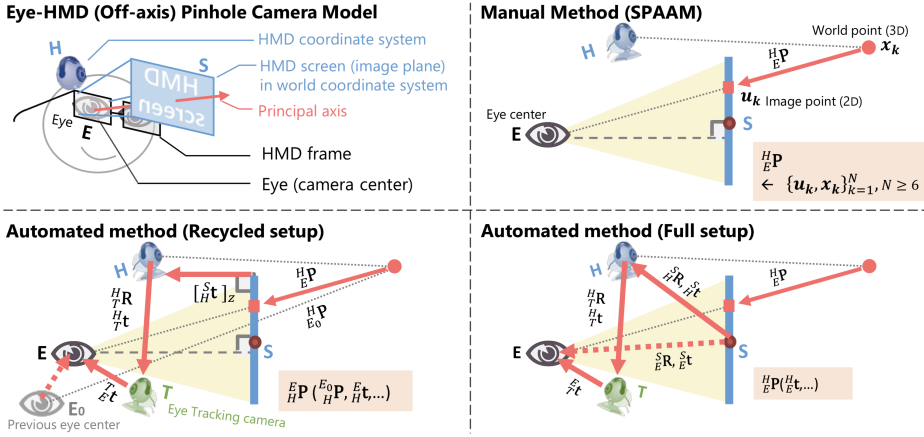 Eye-HMD (Off-axis) Pinhole Camera Model
H
HMD coordinate system
S
HMD screen (image plane)
in world coordinate system
Principal axis
HMD
screen
Eye
E
HMD frame
Eye (camera center)
Manual Method (SPAAM)
H
World point (3D)
x_k
^H_E P
u_k Image point (2D)
Eye center
E
S
^H_E P
← {u_k, x_k}^N_{k=1}, N ≥ 6
Automated method (Recycled setup)
H
[^S_H t]_z
^H_E P
^H_{E_0} P
^H_T R
^H_T t
E
S
^T_E t
T
E_0
Previous eye center
Eye Tracking camera
^E_H P (^{E_0}_H P, ^E_H t,...)
Automated method (Full setup)
H
^S_H R, ^S_H t
^H_E P
^H_T R
^H_T t
E
S
^S_E R, ^S_E t
^E_T t
T
^H_E P(^H_E t,...)